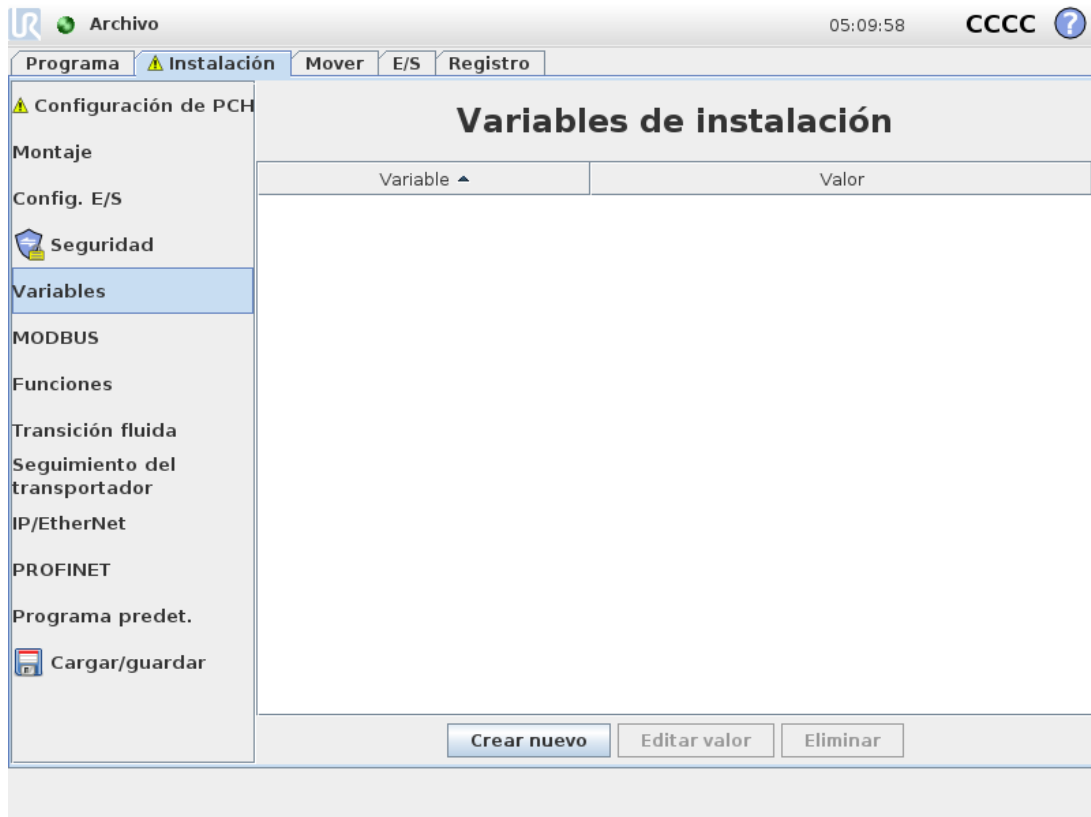 UR Archivo 05:09:58 CCCC ?
Programa Instalación Mover E/S Registro
Configuración de PCH
Montaje
Config. E/S
Seguridad
Variables
MODBUS
Funciones
Transición fluida
Seguimiento del
transportador
IP/EtherNet
PROFINET
Programa predet.
Cargar/guardar
Variables de instalación
Variable Valor
Crear nuevo Editar valor Eliminar